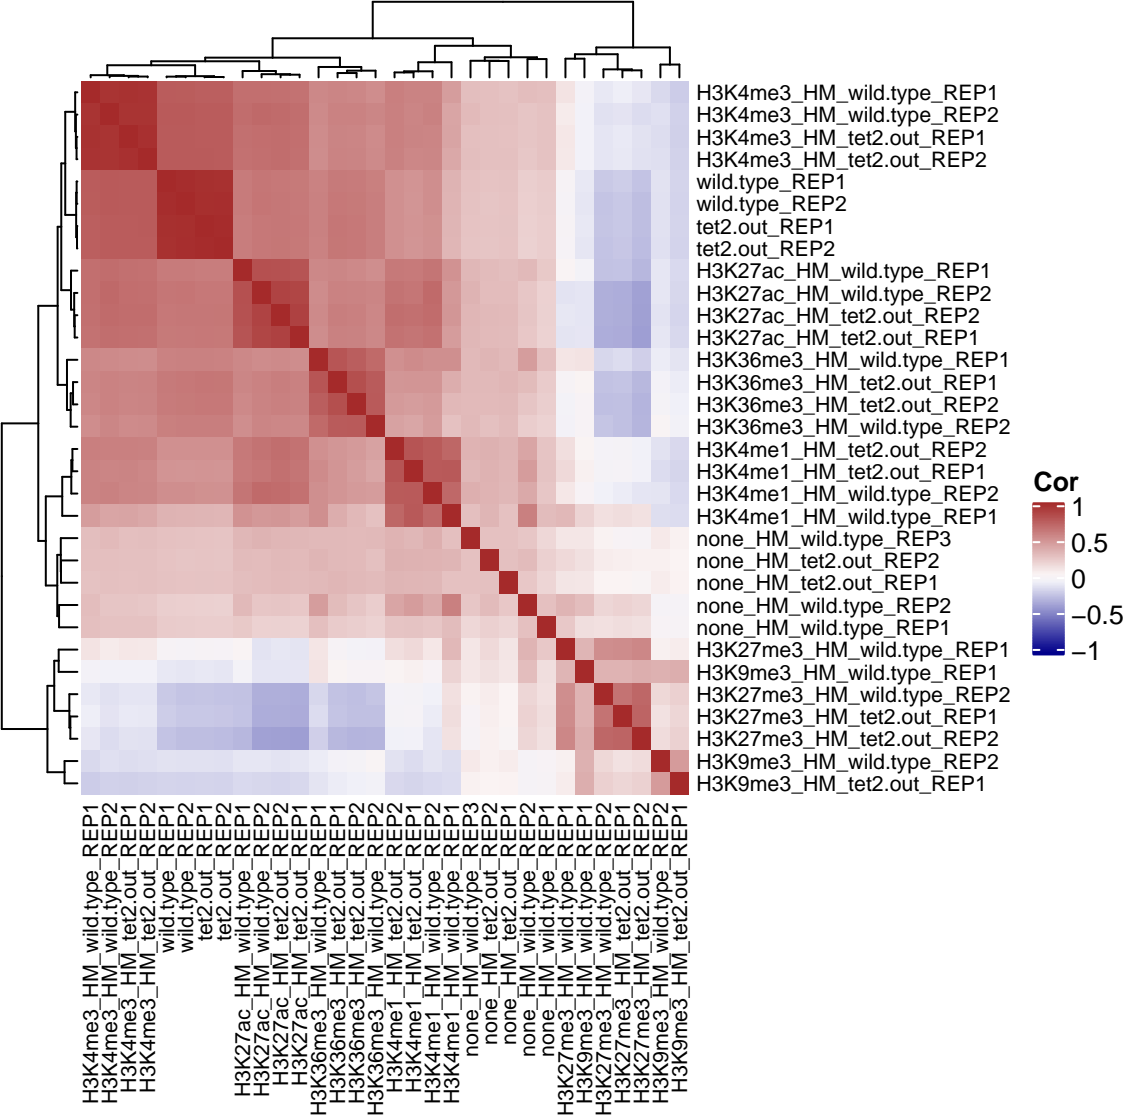 H3K4me3_HM_wild.type_REP1
H3K4me3_HM_wild.type_REP2
H3K4me3_HM_tet2.out_REP1
H3K4me3_HM_tet2.out_REP2
wild.type_REP1
wild.type_REP2
tet2.out_REP1
tet2.out_REP2
H3K27ac_HM_wild.type_REP1
H3K27ac_HM_wild.type_REP2
H3K27ac_HM_tet2.out_REP2
H3K27ac_HM_tet2.out_REP1
H3K36me3_HM_wild.type_REP1
H3K36me3_HM_tet2.out_REP1
H3K36me3_HM_tet2.out_REP2
H3K36me3_HM_wild.type_REP2
H3K4me1_HM_tet2.out_REP2
H3K4me1_HM_tet2.out_REP1
H3K4me1_HM_wild.type_REP2
H3K4me1_HM_wild.type_REP1
none_HM_wild.type_REP3
none_HM_tet2.out_REP2
none_HM_tet2.out_REP1
none_HM_wild.type_REP2
none_HM_wild.type_REP1
H3K27me3_HM_wild.type_REP1
H3K9me3_HM_wild.type_REP1
H3K27me3_HM_wild.type_REP2
H3K27me3_HM_tet2.out_REP1
H3K27me3_HM_tet2.out_REP2
H3K9me3_HM_wild.type_REP2
H3K9me3_HM_tet2.out_REP1
Cor
1
0.5
0
−0.5
−1
H3K4me3_HM_wild.type_REP1
H3K4me3_HM_wild.type_REP2
H3K4me3_HM_tet2.out_REP1
H3K4me3_HM_tet2.out_REP2
wild.type_REP1
wild.type_REP2
tet2.out_REP1
tet2.out_REP2
H3K27ac_HM_wild.type_REP1
H3K27ac_HM_wild.type_REP2
H3K27ac_HM_tet2.out_REP2
H3K27ac_HM_tet2.out_REP1
H3K36me3_HM_wild.type_REP1
H3K36me3_HM_tet2.out_REP1
H3K36me3_HM_tet2.out_REP2
H3K36me3_HM_wild.type_REP2
H3K4me1_HM_tet2.out_REP2
H3K4me1_HM_tet2.out_REP1
H3K4me1_HM_wild.type_REP2
H3K4me1_HM_wild.type_REP1
none_HM_wild.type_REP3
none_HM_tet2.out_REP2
none_HM_tet2.out_REP1
none_HM_wild.type_REP2
none_HM_wild.type_REP1
H3K27me3_HM_wild.type_REP1
H3K9me3_HM_wild.type_REP1
H3K27me3_HM_wild.type_REP2
H3K27me3_HM_tet2.out_REP1
H3K27me3_HM_tet2.out_REP2
H3K9me3_HM_wild.type_REP2
H3K9me3_HM_tet2.out_REP1